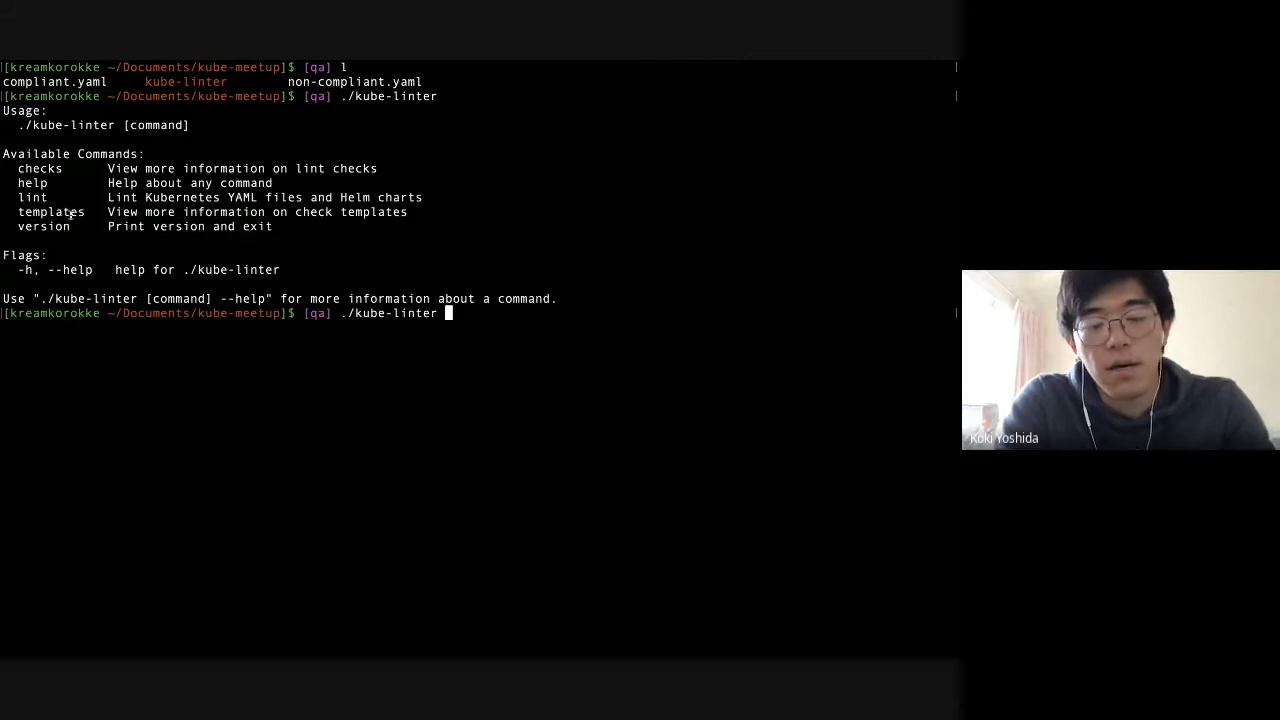 [kreamkorokke ~/Documents/kube-meetup]$ [qa] l
compliant.yaml kube-linter non-compliant.yaml
[kreamkorokke ~/Documents/kube-meetup]$ [qa] ./kube-linter
Usage:
./kube-linter [command]
Available Commands:
checks View more information on lint checks
help Help about any command
lint Lint Kubernetes YAML files and Helm charts
templates View more information on check templates
version Print version and exit
Flags:
-h, --help help for ./kube-linter
Use "./kube-linter [command] --help" for more information about a command.
[kreamkorokke ~/Documents/kube-meetup]$ [qa] ./kube-linter
Koki Yoshida